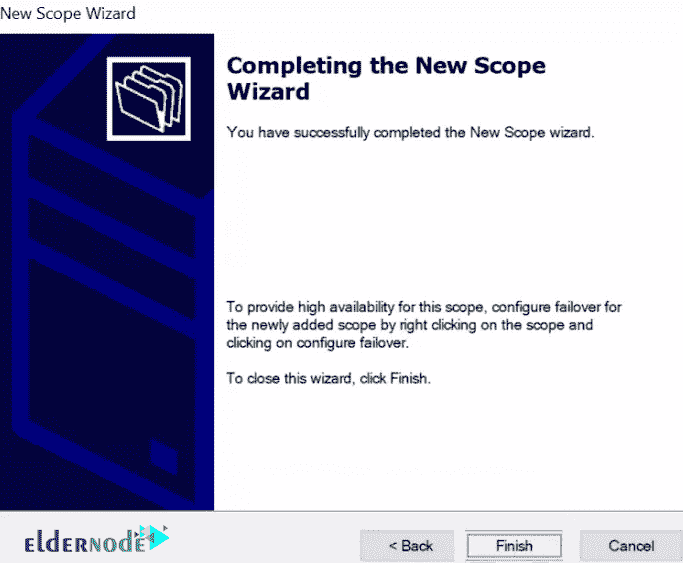 New Scope Wizard
Completing the New Scope
Wizard
You have successfully completed the New Scope wizard.
To provide high availability for this scope, configure failover for
the newly added scope by right clicking on the scope and
clicking on configure failover.
To close this wizard, click Finish.
elderNode
< Back
Finish
Cancel